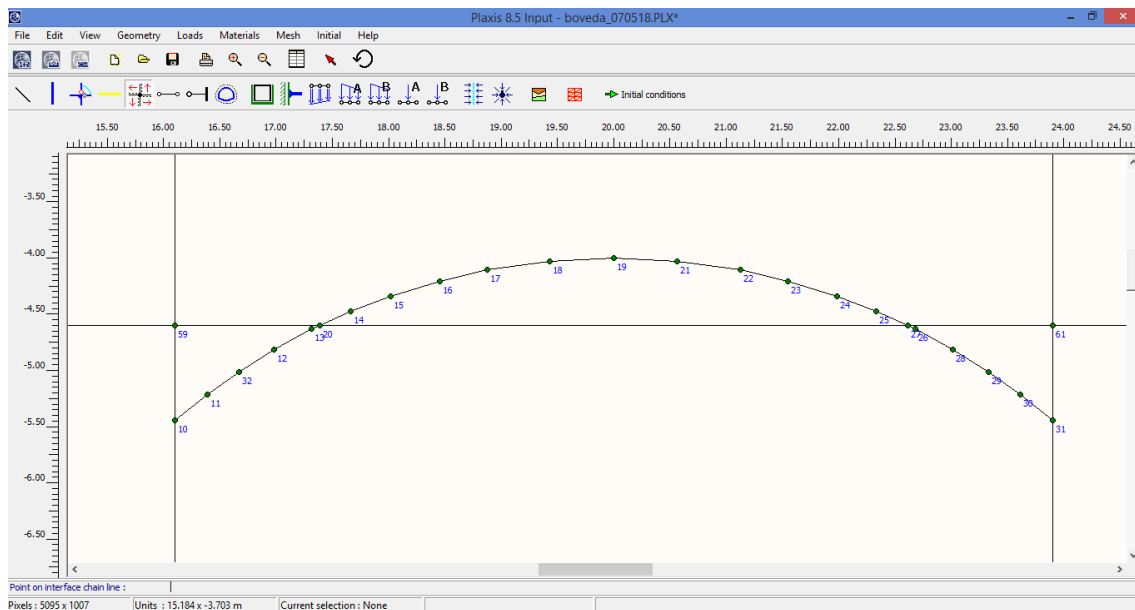 Plaxis 8.5 Input - boveda_070518.PLX*
File Edit View Geometry Loads Materials Mesh Initial Help
A B A B Initial conditions
15.50 16.00 16.50 17.00 17.50 18.00 18.50 19.00 19.50 20.00 20.50 21.00 21.50 22.00 22.50 23.00 23.50 24.00 24.50
-3.50
-4.00
19
18 21
17 22
16 23
15 24
-4.50
14 25
59 13 20 27 26 61
12 28
-5.00
32 29
11 30
-5.50
10 31
-6.00
-6.50
Point on interface chain line :
Pixels : 5095 x 1007 Units : 15.184 x -3.703 m Current selection : None